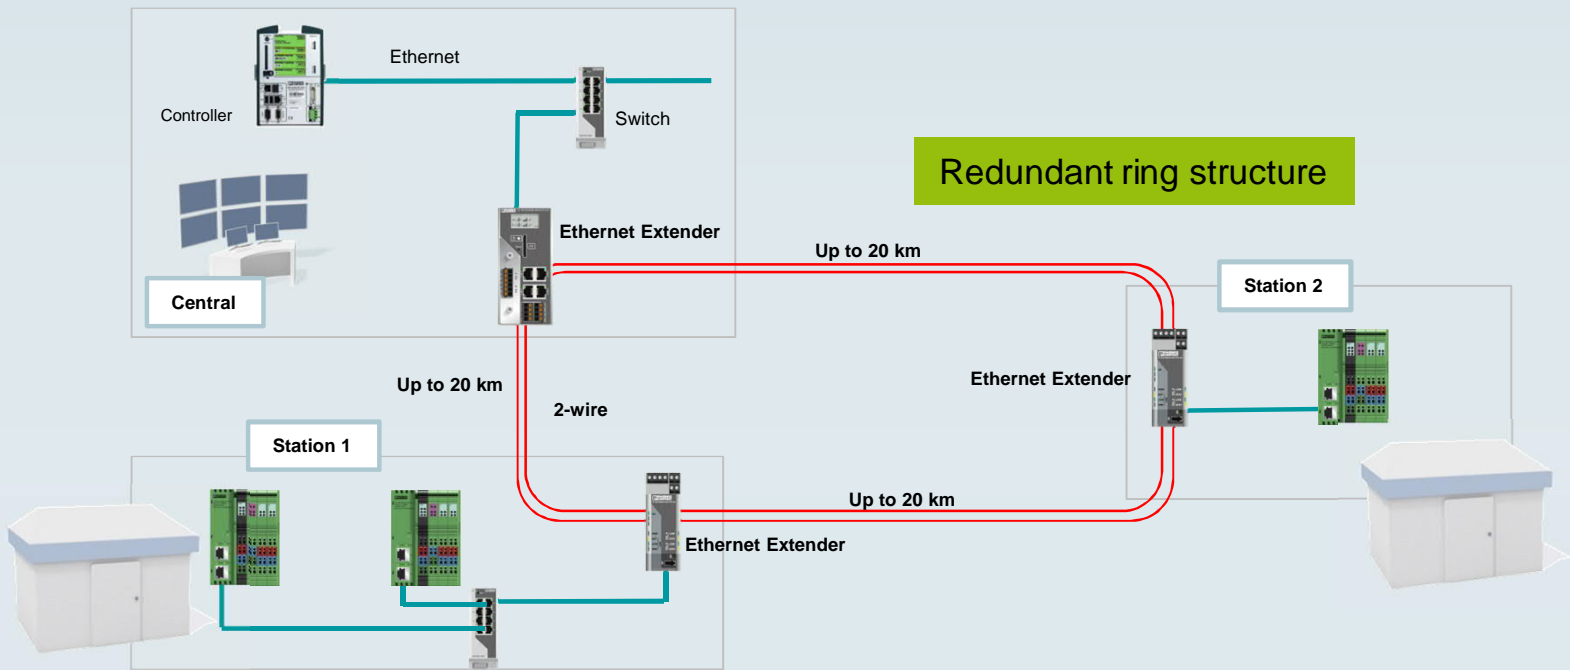 Ethernet
Controller
Switch
Redundant ring structure
Ethernet Extender
Up to 20 km
Central
Station 2
Ethernet Extender
Up to 20 km
2-wire
Station 1
Up to 20 km
Ethernet Extender